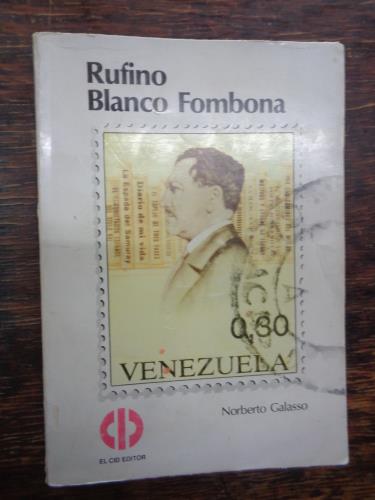 Rufino
Blanco Fombona
La Espada del Samuray
Diario de mi vida
0,30
VENEZUELA
Norberto Galasso
EL CID EDITOR